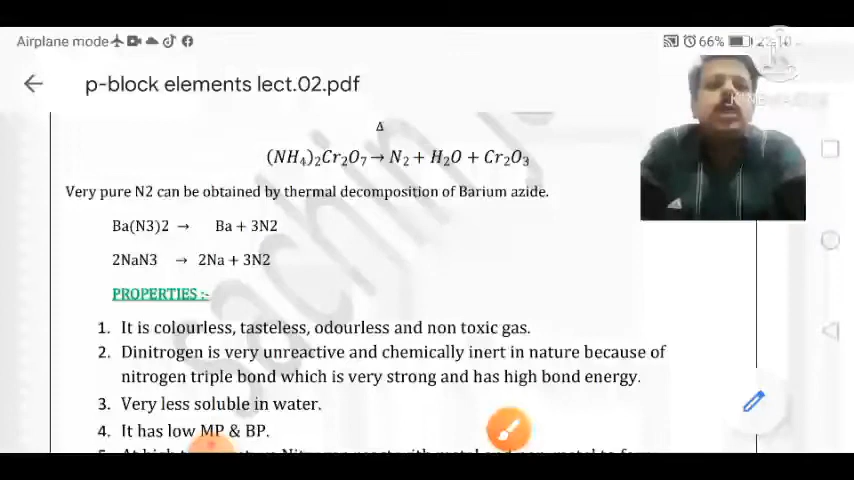 Airplane mode 66% 22:10
p-block elements lect.02.pdf
Δ
(NH₄)₂Cr₂O₇ → N₂ + H₂O + Cr₂O₃
Very pure N2 can be obtained by thermal decomposition of Barium azide.
Ba(N3)2 → Ba + 3N2
2NaN3 → 2Na + 3N2
PROPERTIES :-
1. It is colourless, tasteless, odourless and non toxic gas.
2. Dinitrogen is very unreactive and chemically inert in nature because of
nitrogen triple bond which is very strong and has high bond energy.
3. Very less soluble in water.
4. It has low MP & BP.